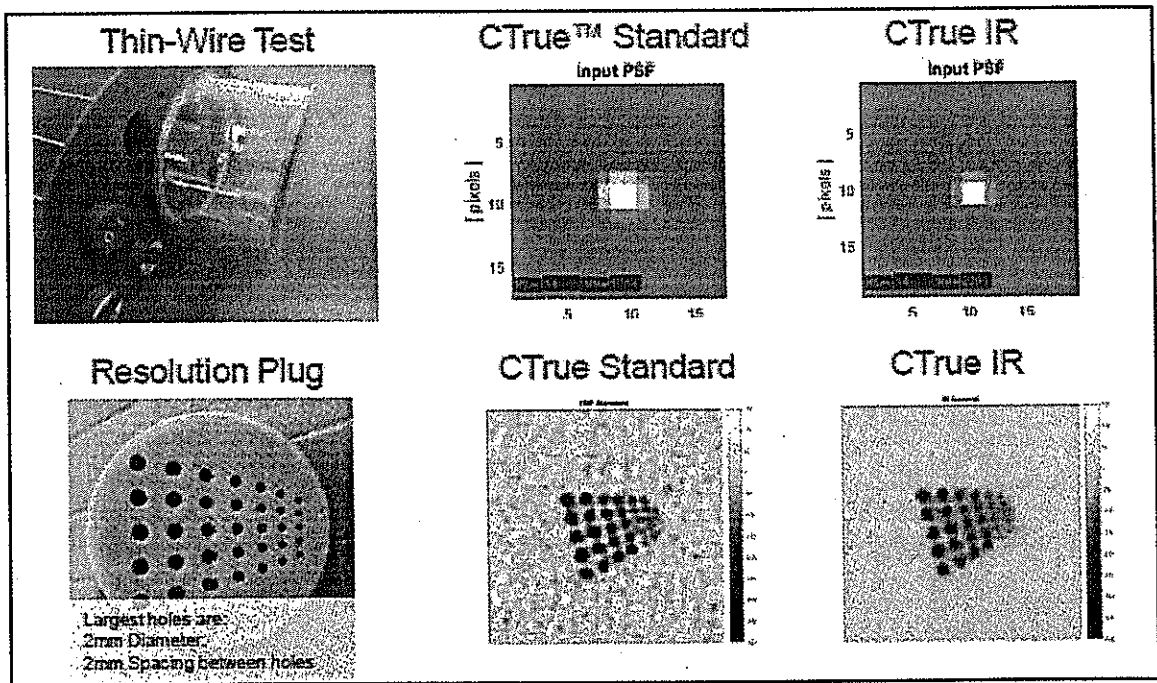 Thin-Wire Test
CTrue™ Standard
CTrue IR
Input PSF
Input PSF
[ pixels ]
5
10
15
5
10
15
[ pixels ]
5
10
15
5
10
15
Resolution Plug
CTrue Standard
CTrue IR
Largest holes are:
2mm Diameter
2mm Spacing between holes